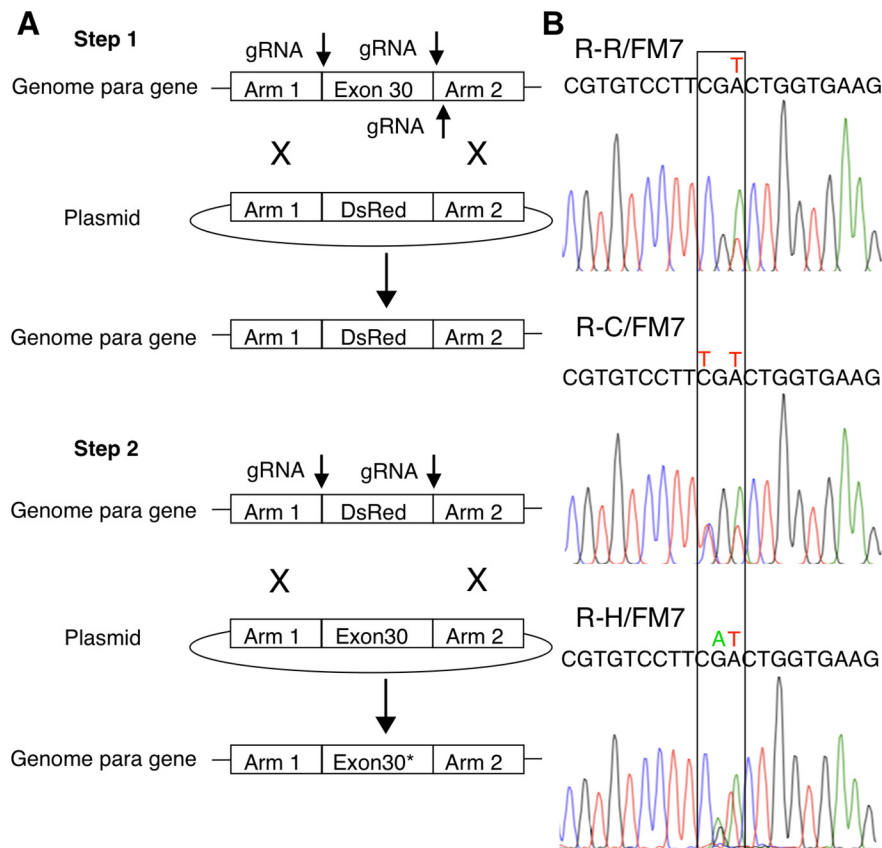 A
Step 1
gRNA gRNA
Genome para gene Arm 1 Exon 30 Arm 2
gRNA
X X
Plasmid Arm 1 DsRed Arm 2
Genome para gene Arm 1 DsRed Arm 2
Step 2
gRNA gRNA
Genome para gene Arm 1 DsRed Arm 2
X X
Plasmid Arm 1 Exon30 Arm 2
Genome para gene Arm 1 Exon30* Arm 2
B
R-R/FM7
T
CGTGTCCTTCGACTGGTGAAG
R-C/FM7
T T
CGTGTCCTTCGACTGGTGAAG
R-H/FM7
A T
CGTGTCCTTCGACTGGTGAAG